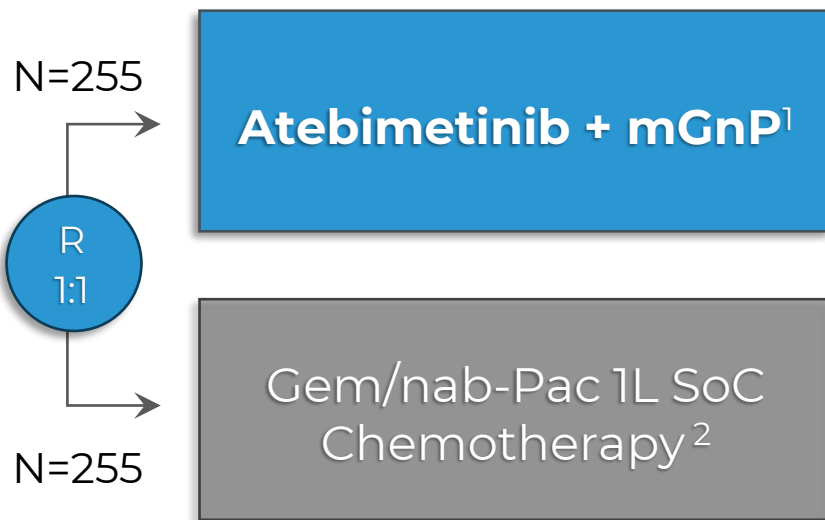 N=255
Atebimetinib + mGnP¹
R
1:1
Gem/nab-Pac 1L SoC
Chemotherapy ²
N=255